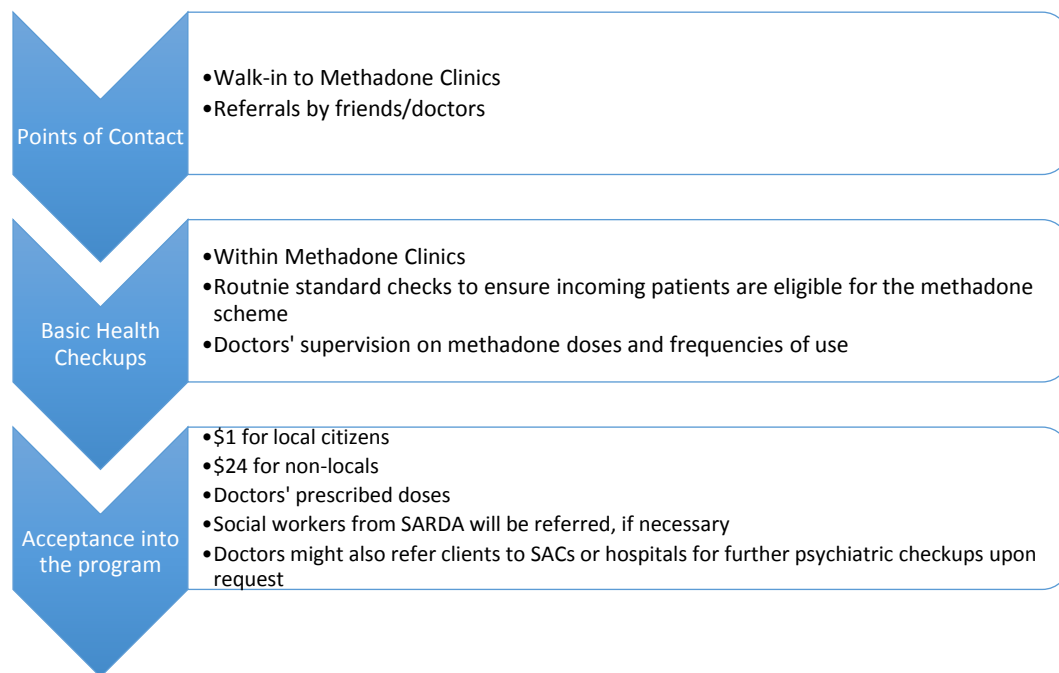 Points of Contact
•Walk-in to Methadone Clinics
•Referrals by friends/doctors
Basic Health
Checkups
•Within Methadone Clinics
•Routnie standard checks to ensure incoming patients are eligible for the methadone
scheme
•Doctors' supervision on methadone doses and frequencies of use
Acceptance into
the program
•$1 for local citizens
•$24 for non-locals
•Doctors' prescribed doses
•Social workers from SARDA will be referred, if necessary
•Doctors might also refer clients to SACs or hospitals for further psychiatric checkups upon
request